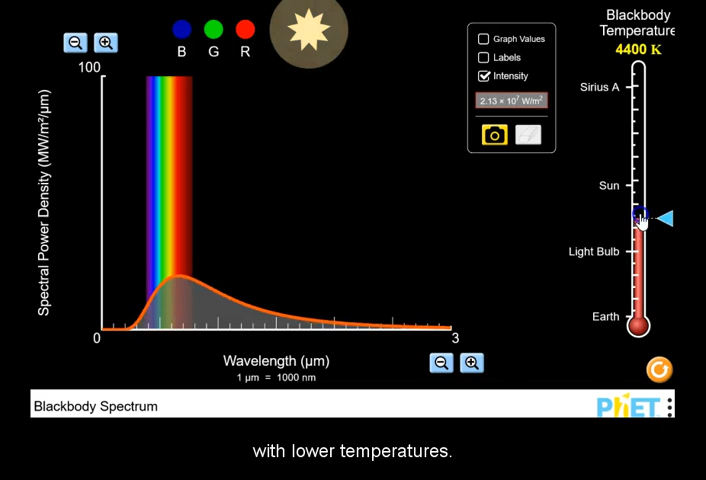 Blackbody
Temperature
4400 K
B G R
Graph Values
Labels
Intensity
2.13 × 10⁷ W/m²
100
Spectral Power Density (MW/m²/μm)
Sirius A
Sun
Light Bulb
Earth
0
3
Wavelength (μm)
1 μm = 1000 nm
Blackbody Spectrum
PhET
with lower temperatures.